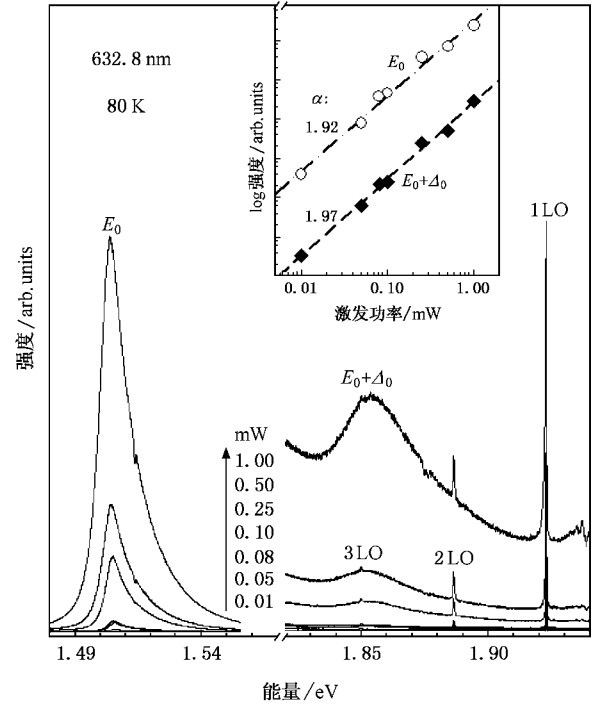 632.8 nm
80 K
E₀
强度/arb.units
log强度/arb.units
α:
1.92
E₀
1.97
E₀+Δ₀
0.01
0.10
1.00
激发功率/mW
1LO
E₀+Δ₀
mW
1.00
0.50
0.25
0.10
0.08
0.05
0.01
3LO
2LO
1.49
1.54
1.85
1.90
能量/eV